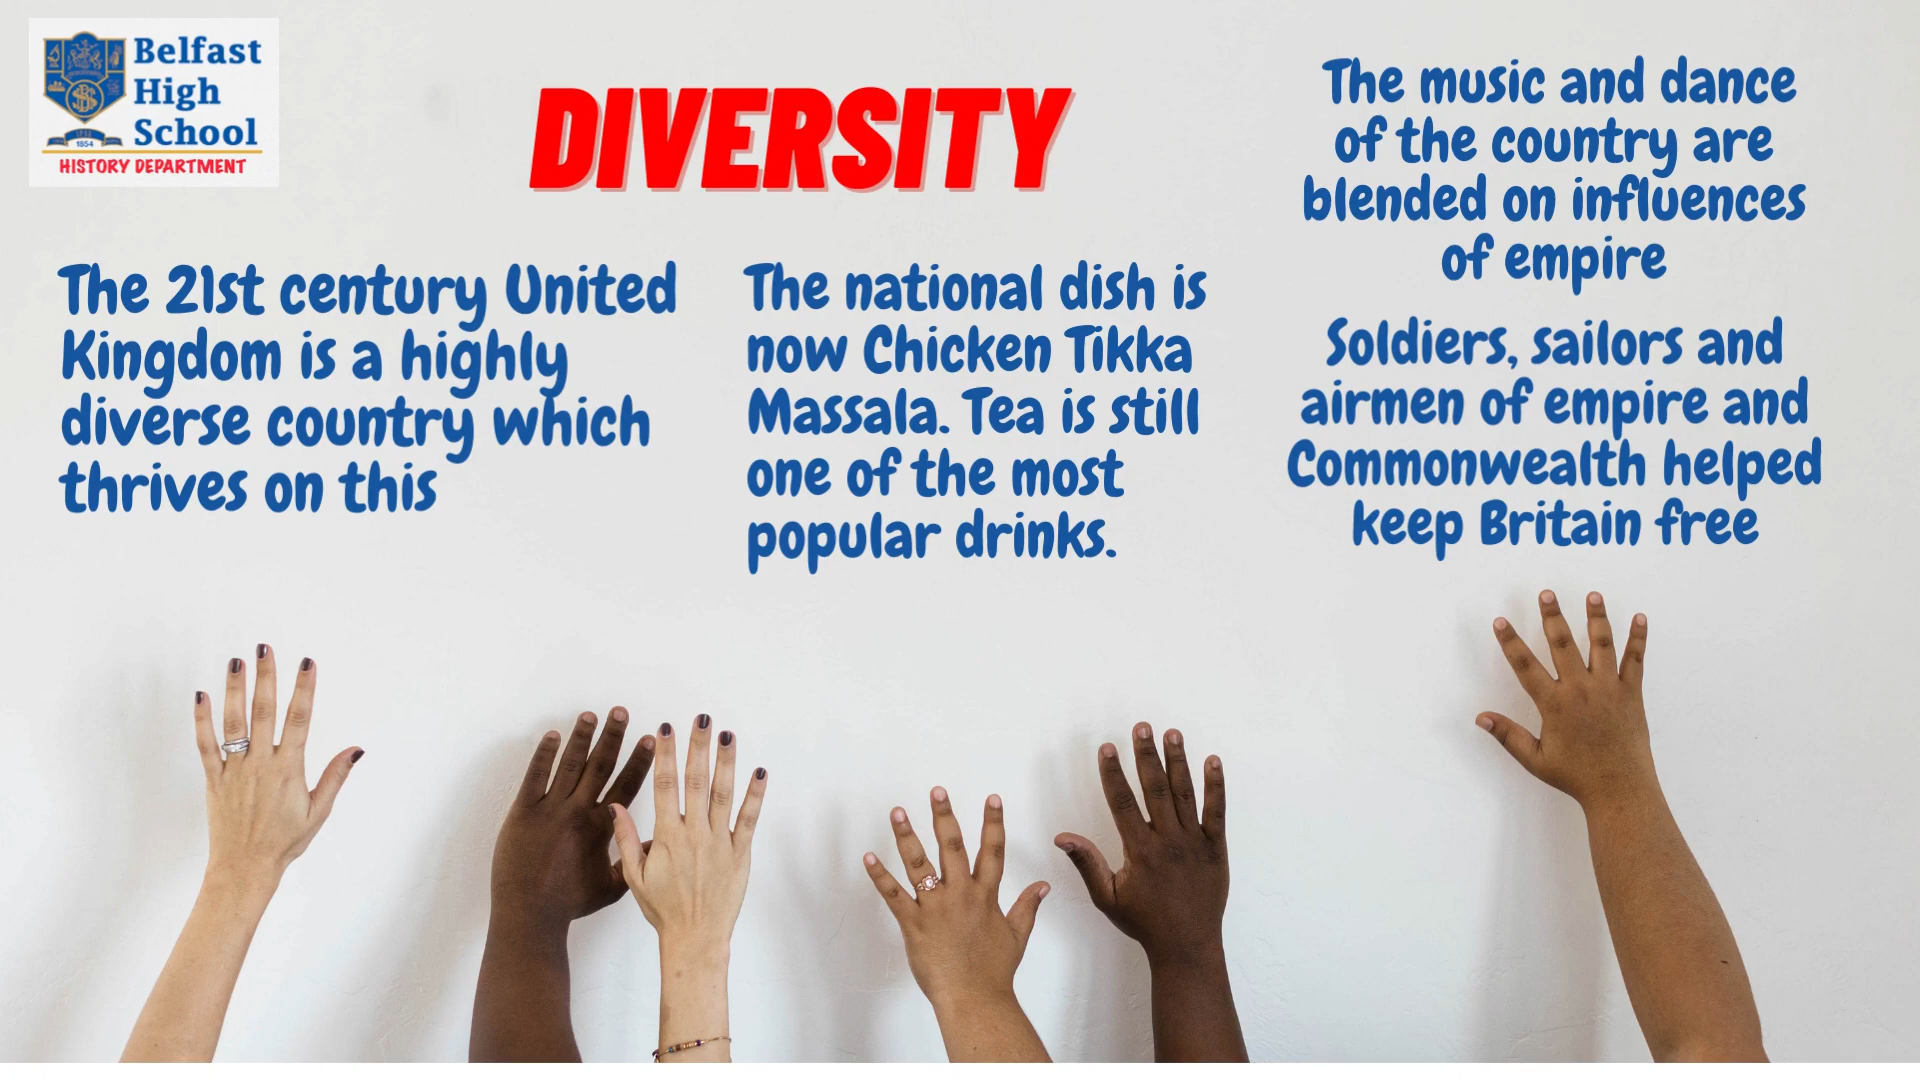 Belfast
High
School
IPSE
1854
HISTORY DEPARTMENT
DIVERSITY
The 21st century United
Kingdom is a highly
diverse country which
thrives on this
The national dish is
now Chicken Tikka
Massala. Tea is still
one of the most
popular drinks.
The music and dance
of the country are
blended on influences
of empire
Soldiers, sailors and
airmen of empire and
Commonwealth helped
keep Britain free